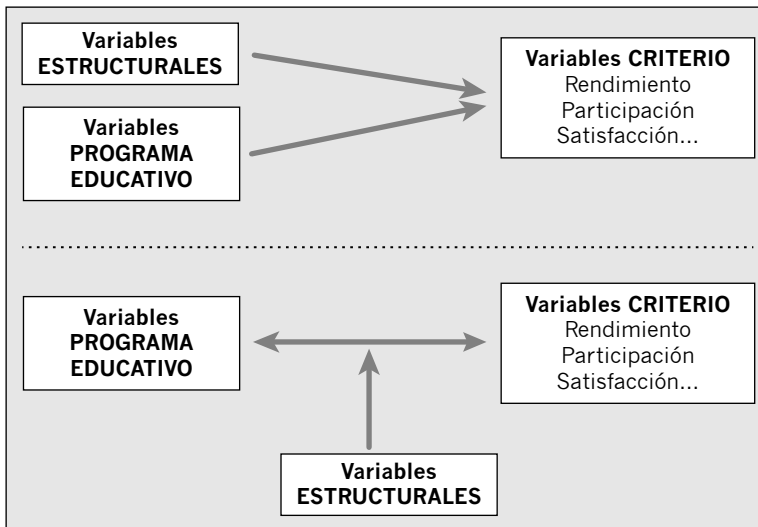 Variables
ESTRUCTURALES
Variables
PROGRAMA
EDUCATIVO
Variables CRITERIO
Rendimiento
Participación
Satisfacción...
Variables
PROGRAMA
EDUCATIVO
Variables CRITERIO
Rendimiento
Participación
Satisfacción...
Variables
ESTRUCTURALES